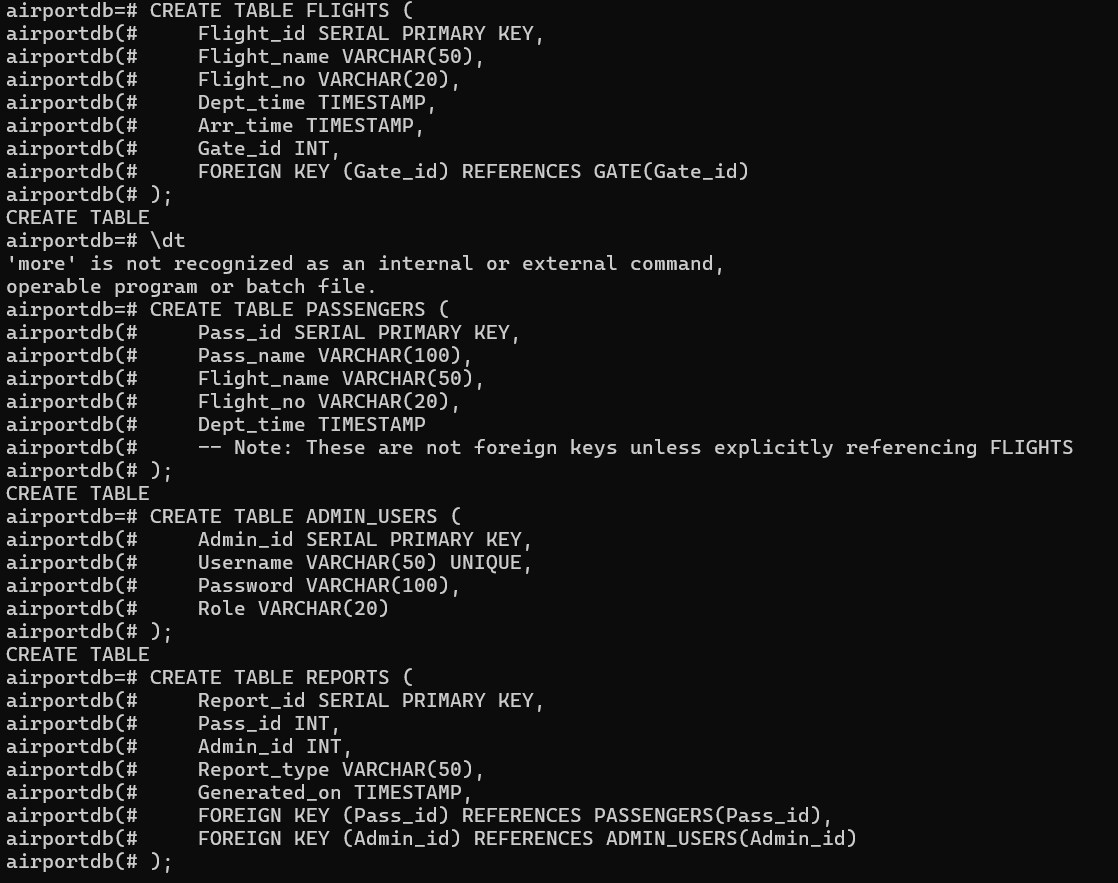 airportdb=# CREATE TABLE FLIGHTS (
airportdb(#     Flight_id SERIAL PRIMARY KEY,
airportdb(#     Flight_name VARCHAR(50),
airportdb(#     Flight_no VARCHAR(20),
airportdb(#     Dept_time TIMESTAMP,
airportdb(#     Arr_time TIMESTAMP,
airportdb(#     Gate_id INT,
airportdb(#     FOREIGN KEY (Gate_id) REFERENCES GATE(Gate_id)
airportdb(# );
CREATE TABLE
airportdb=# \dt
'more' is not recognized as an internal or external command,
operable program or batch file.
airportdb=# CREATE TABLE PASSENGERS (
airportdb(#     Pass_id SERIAL PRIMARY KEY,
airportdb(#     Pass_name VARCHAR(100),
airportdb(#     Flight_name VARCHAR(50),
airportdb(#     Flight_no VARCHAR(20),
airportdb(#     Dept_time TIMESTAMP
airportdb(#     -- Note: These are not foreign keys unless explicitly referencing FLIGHTS
airportdb(# );
CREATE TABLE
airportdb=# CREATE TABLE ADMIN_USERS (
airportdb(#     Admin_id SERIAL PRIMARY KEY,
airportdb(#     Username VARCHAR(50) UNIQUE,
airportdb(#     Password VARCHAR(100),
airportdb(#     Role VARCHAR(20)
airportdb(# );
CREATE TABLE
airportdb=# CREATE TABLE REPORTS (
airportdb(#     Report_id SERIAL PRIMARY KEY,
airportdb(#     Pass_id INT,
airportdb(#     Admin_id INT,
airportdb(#     Report_type VARCHAR(50),
airportdb(#     Generated_on TIMESTAMP,
airportdb(#     FOREIGN KEY (Pass_id) REFERENCES PASSENGERS(Pass_id),
airportdb(#     FOREIGN KEY (Admin_id) REFERENCES ADMIN_USERS(Admin_id)
airportdb(# );